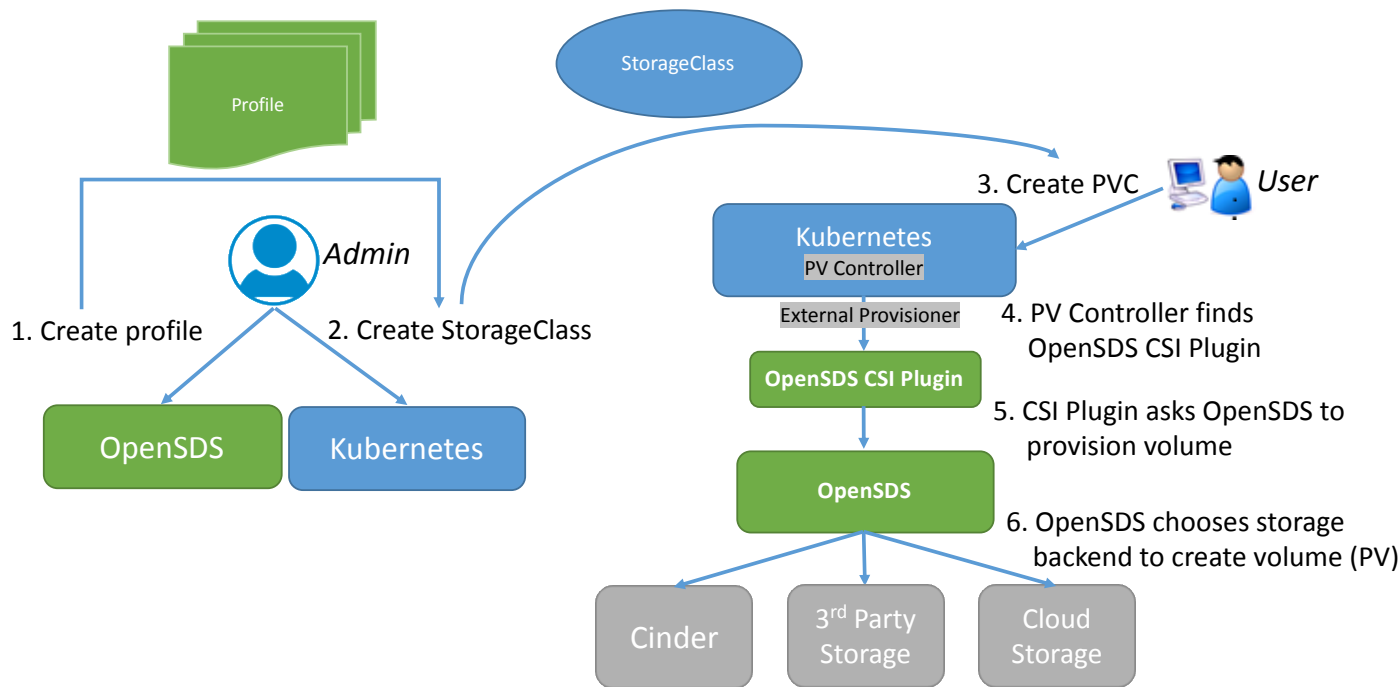 Profile
StorageClass
3. Create PVC
User
Kubernetes
PV Controller
Admin
1. Create profile
2. Create StorageClass
External Provisioner
4. PV Controller finds
OpenSDS CSI Plugin
OpenSDS CSI Plugin
5. CSI Plugin asks OpenSDS to
provision volume
OpenSDS
Kubernetes
OpenSDS
6. OpenSDS chooses storage
backend to create volume (PV)
Cinder
3rd Party
Storage
Cloud
Storage